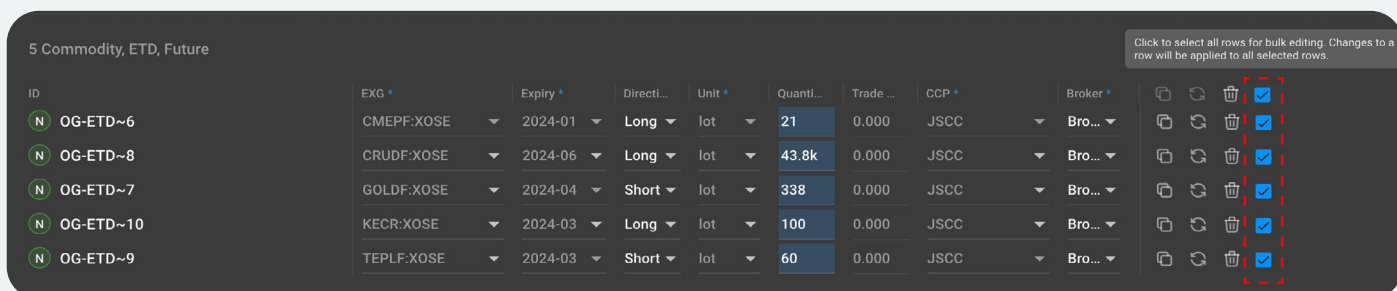 5 Commodity, ETD, Future
Click to select all rows for bulk editing. Changes to a
row will be applied to all selected rows.
ID EXG * Expiry * Directi... Unit * Quanti... Trade ... CCP * Broker *
N OG-ETD~6 CMEPF:XOSE 2024-01 Long lot 21 0.000 JSCC Bro...
N OG-ETD~8 CRUDF:XOSE 2024-06 Long lot 43.8k 0.000 JSCC Bro...
N OG-ETD~7 GOLDF:XOSE 2024-04 Short lot 338 0.000 JSCC Bro...
N OG-ETD~10 KECR:XOSE 2024-03 Long lot 100 0.000 JSCC Bro...
N OG-ETD~9 TEPLF:XOSE 2024-03 Short lot 60 0.000 JSCC Bro...